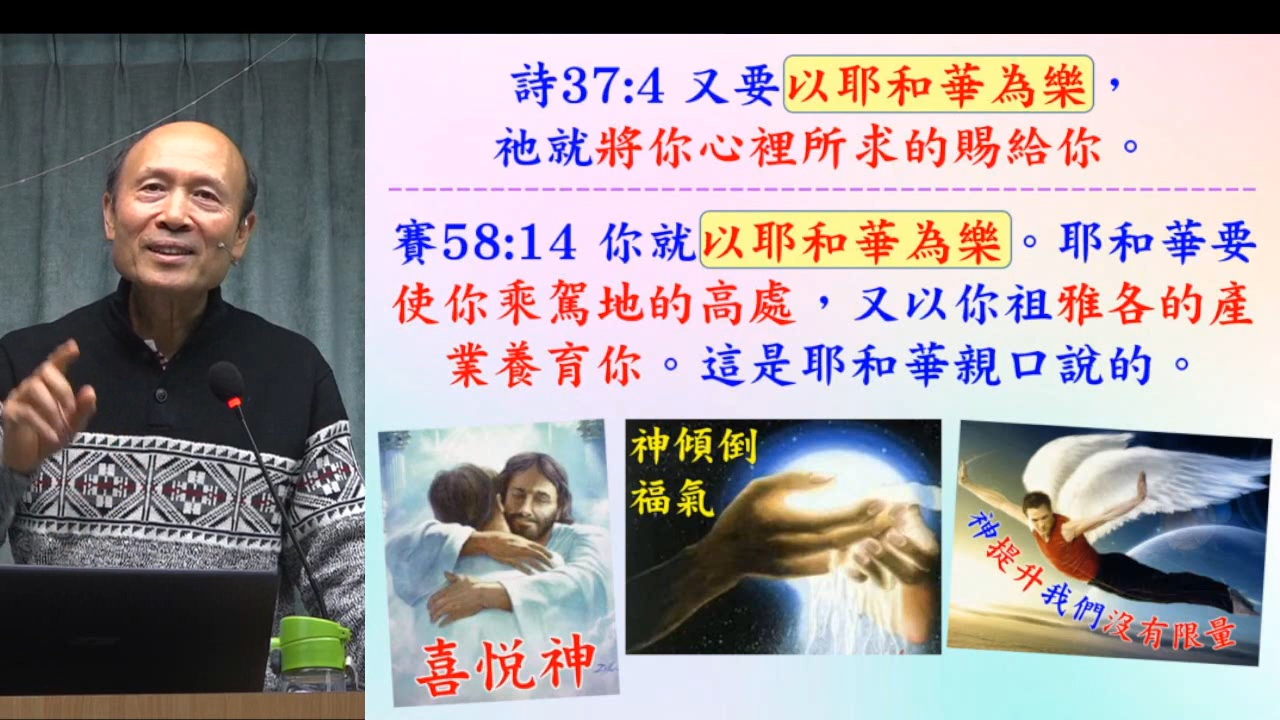 詩37:4 又要以耶和華為樂，
祂就將你心裡所求的賜給你。
賽58:14 你就以耶和華為樂。耶和華要
使你乘駕地的高處，又以你祖雅各的產
業養育你。這是耶和華親口說的。
喜悅神
神傾倒
福氣
神提升我們沒有限量